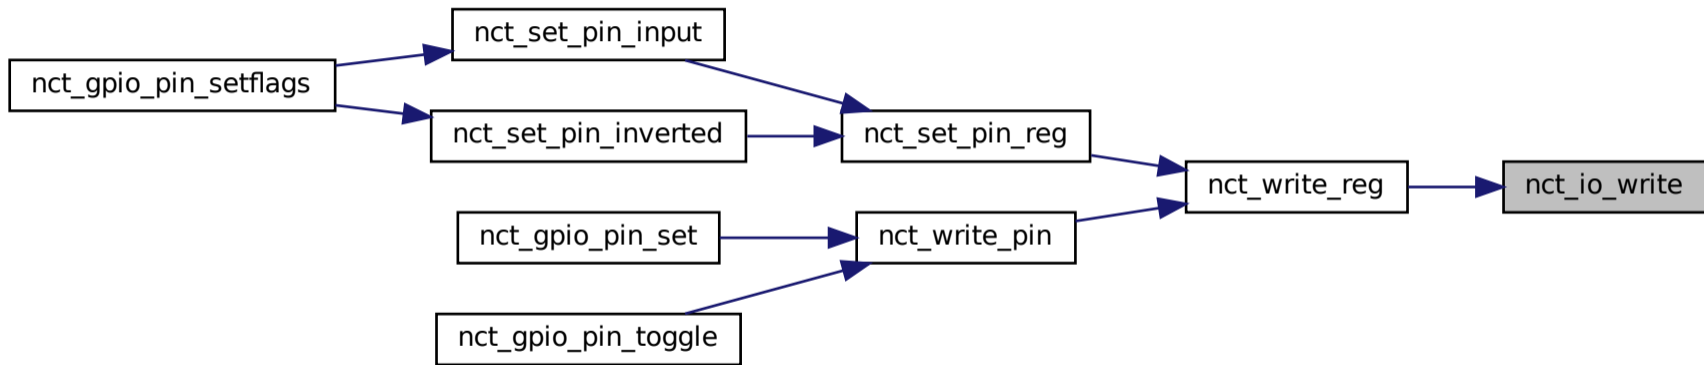 nct_set_pin_input
nct_gpio_pin_setflags
nct_set_pin_inverted
nct_set_pin_reg
nct_write_reg
nct_io_write
nct_gpio_pin_set
nct_write_pin
nct_gpio_pin_toggle